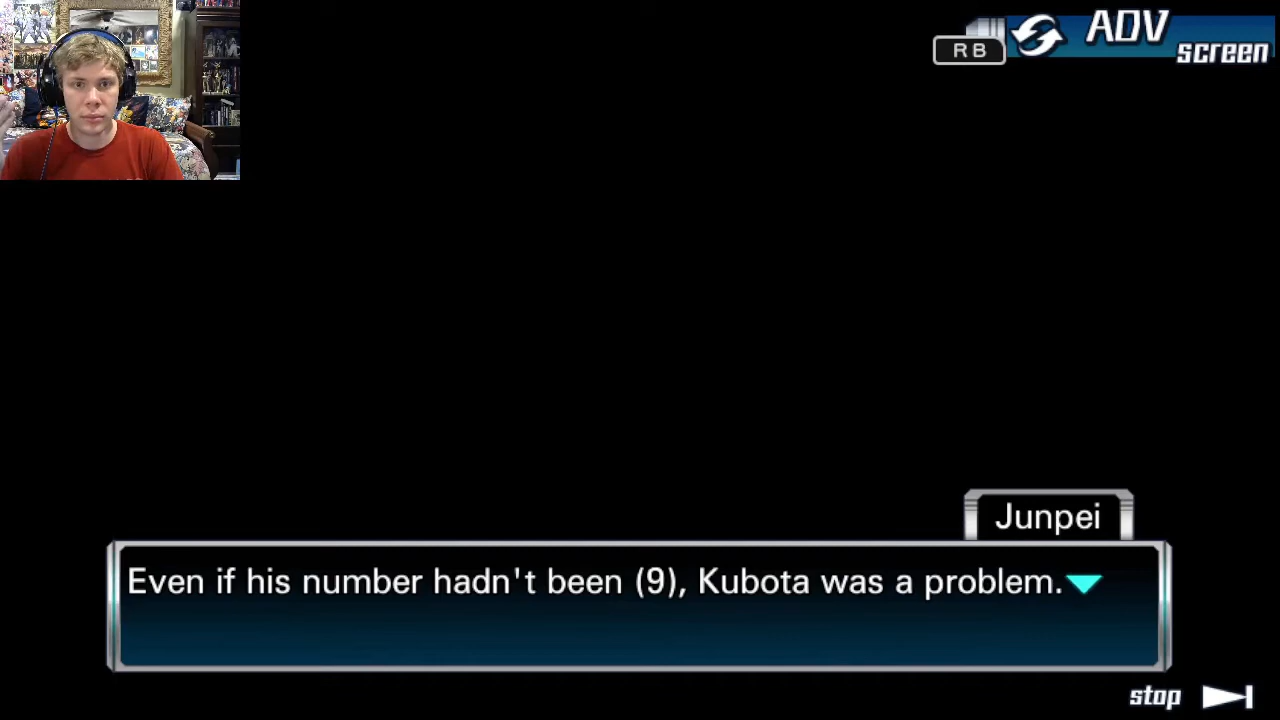 RB
ADV
screen
Junpei
Even if his number hadn't been (9), Kubota was a problem.
stop